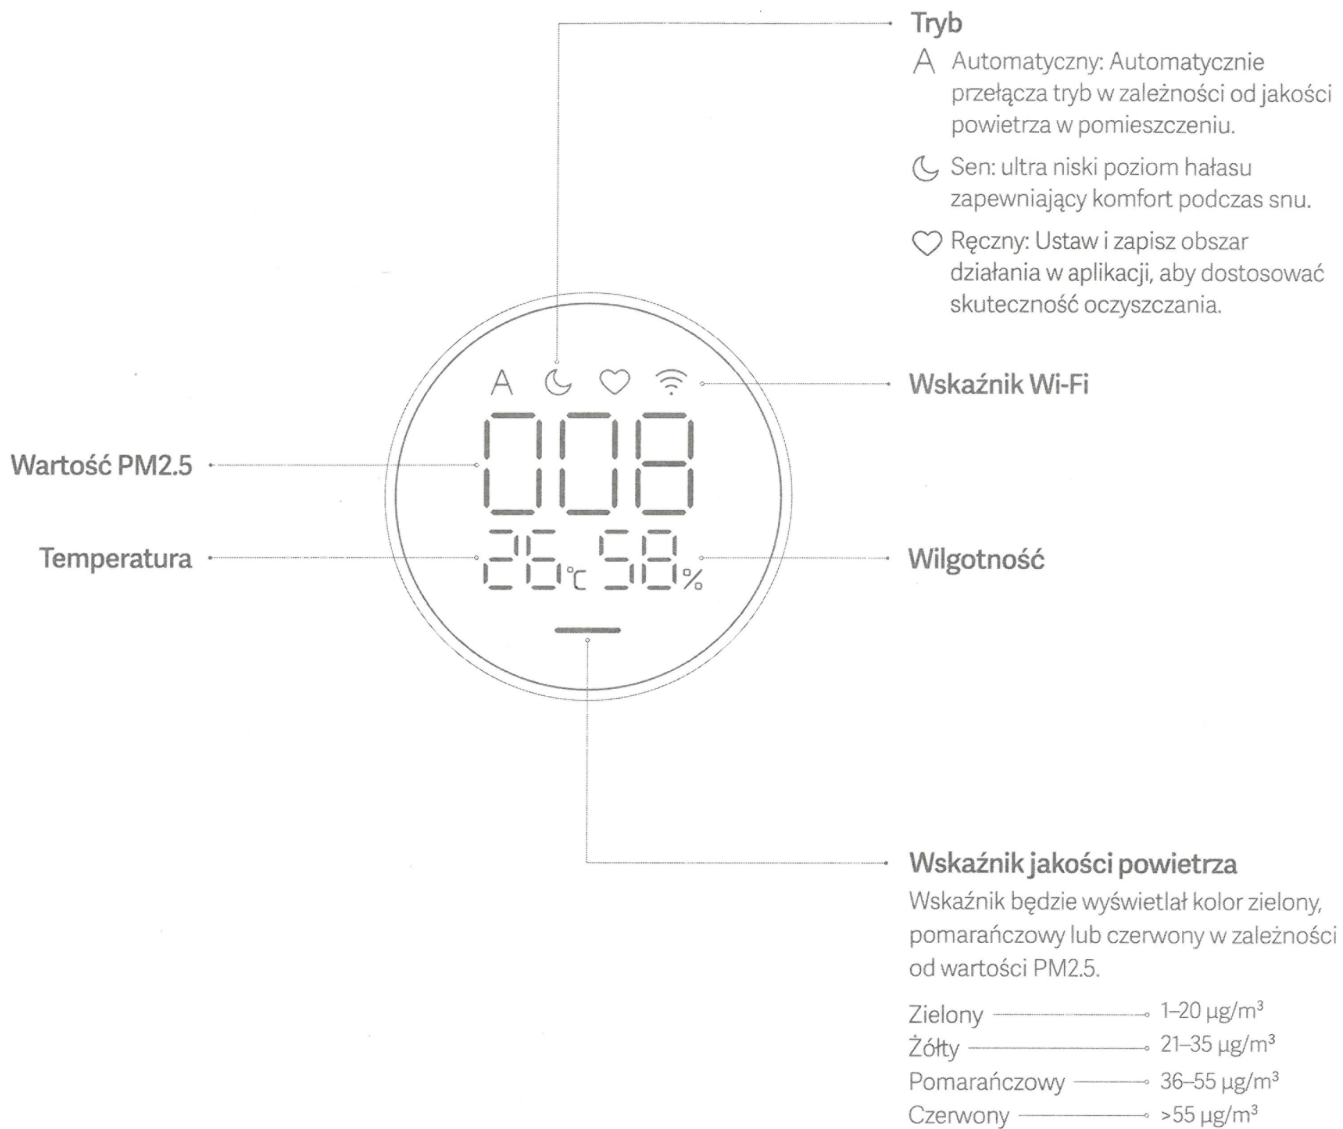 Tryb
A Automatyczny: Automatycznie
przełącza tryb w zależności od jakości
powietrza w pomieszczeniu.
Sen: ultra niski poziom hałasu
zapewniający komfort podczas snu.
Ręczny: Ustaw i zapisz obszar
działania w aplikacji, aby dostosować
skuteczność oczyszczania.
A
Wskaźnik Wi-Fi
Wartość PM2.5
008
Temperatura
26°C 58%
Wilgotność
Wskaźnik jakości powietrza
Wskaźnik będzie wyświetlał kolor zielony,
pomarańczowy lub czerwony w zależności
od wartości PM2.5.
Zielony 1–20 µg/m³
Żółty 21–35 µg/m³
Pomarańczowy 36–55 µg/m³
Czerwony >55 µg/m³